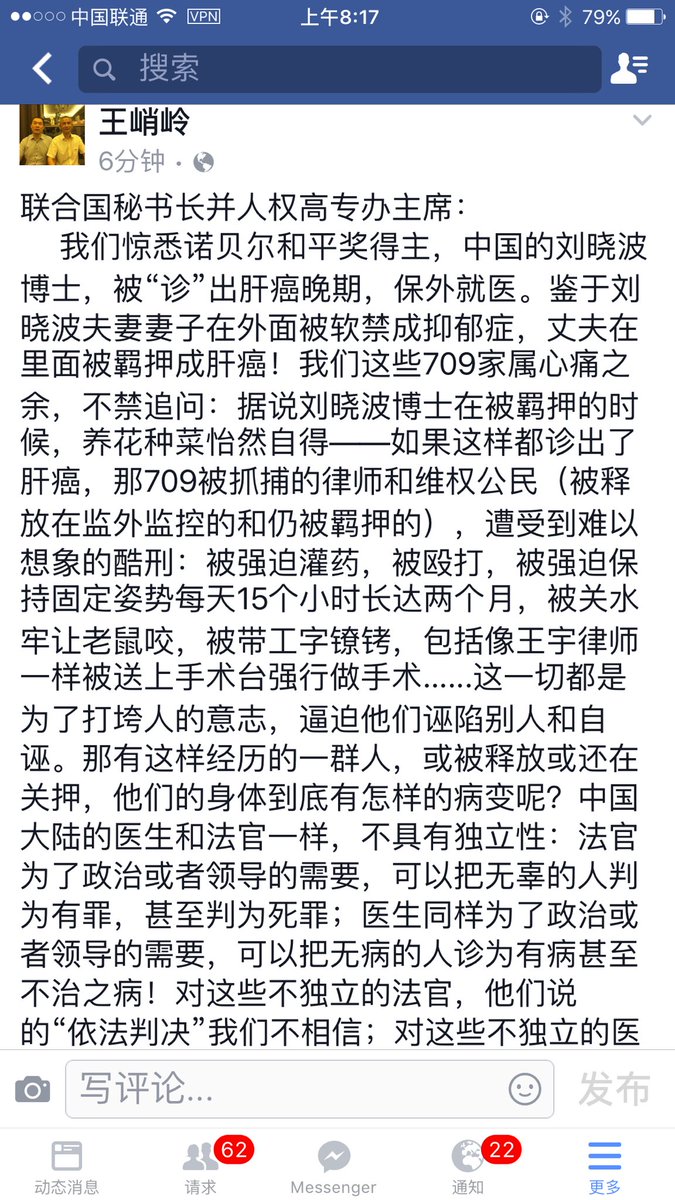 中国联通 VPN 上午8:17 79%
搜索
王峭岭
6分钟 ·
联合国秘书长并人权高专办主席：
我们惊悉诺贝尔和平奖得主，中国的刘晓波
博士，被“诊”出肝癌晚期，保外就医。鉴于刘
晓波夫妻妻子在外面被软禁成抑郁症，丈夫在
里面被羁押成肝癌！我们这些709家属心痛之
余，不禁追问：据说刘晓波博士在被羁押的时
候，养花种菜怡然自得——如果这样都诊出了
肝癌，那709被抓捕的律师和维权公民（被释
放在监外监控的和仍被羁押的），遭受到难以
想象的酷刑：被强迫灌药，被殴打，被强迫保
持固定姿势每天15个小时长达两个月，被关水
牢让老鼠咬，被带工字镣铐，包括像王宇律师
一样被送上手术台强行做手术……这一切都是
为了打垮人的意志，逼迫他们诬陷别人和自
诬。那有这样经历的一群人，或被释放或还在
关押，他们的身体到底有怎样的病变呢？中国
大陆的医生和法官一样，不具有独立性：法官
为了政治或者领导的需要，可以把无辜的人判
为有罪，甚至判为死罪；医生同样为了政治或
者领导的需要，可以把无病的人诊为有病甚至
不治之病！对这些不独立的法官，他们说
的“依法判决”我们不相信；对这些不独立的医
写评论... 发布
62 22
动态消息 请求 Messenger 通知 更多